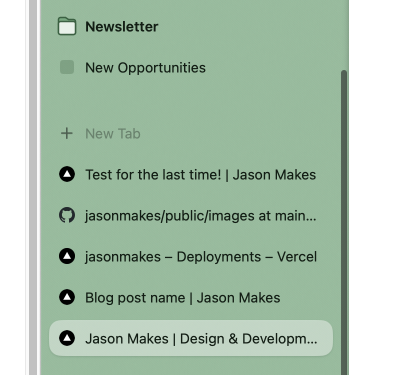 Newsletter
New Opportunities
New Tab
Test for the last time! | Jason Makes
jasonmakes/public/images at main...
jasonmakes – Deployments – Vercel
Blog post name | Jason Makes
Jason Makes | Design & Developm...